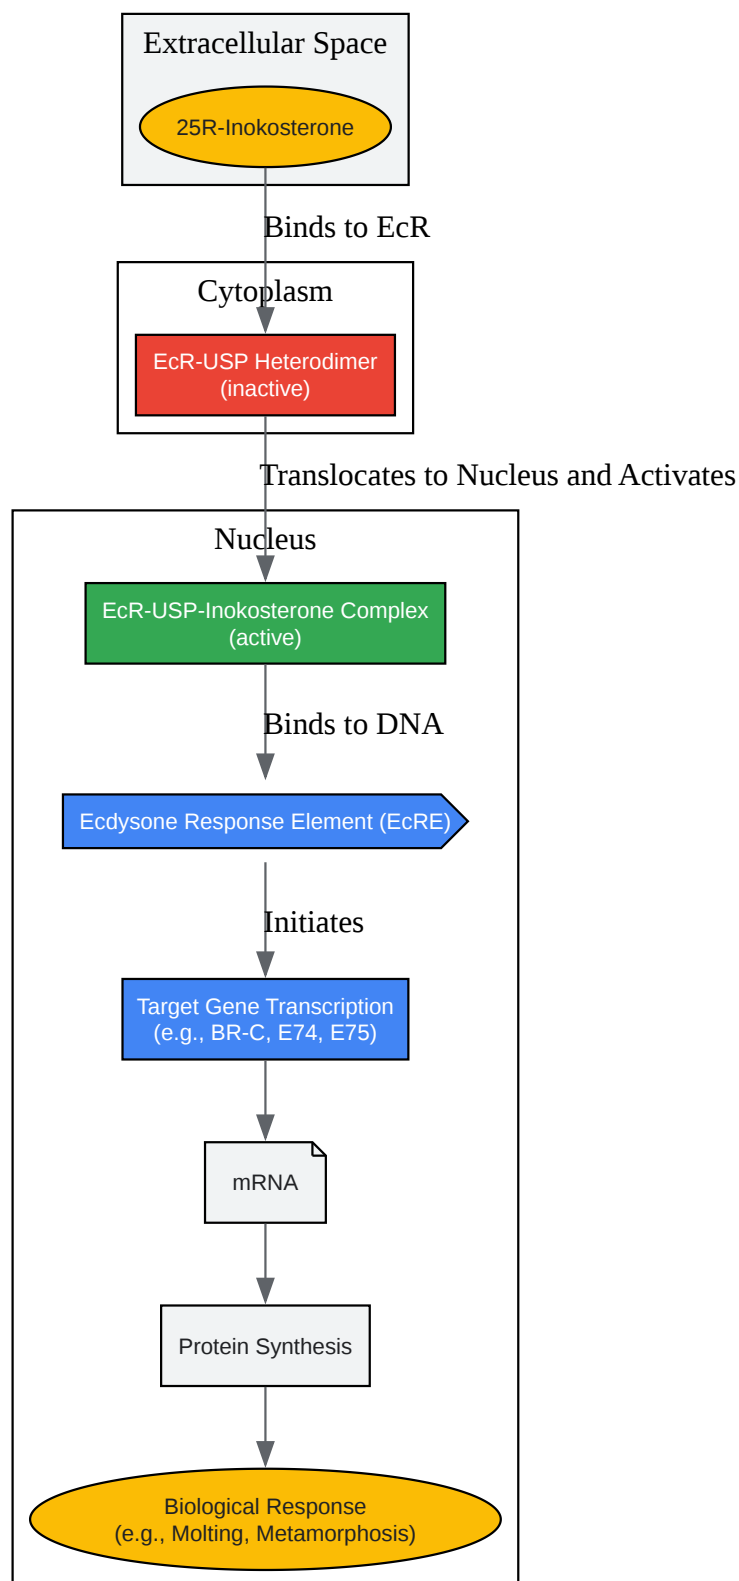 Extracellular Space
25R-Inokosterone
Binds to EcR
Cytoplasm
EcR-USP Heterodimer
(inactive)
Translocates to Nucleus and Activates
Nucleus
EcR-USP-Inokosterone Complex
(active)
Binds to DNA
Ecdysone Response Element (EcRE)
Initiates
Target Gene Transcription
(e.g., BR-C, E74, E75)
mRNA
Protein Synthesis
Biological Response
(e.g., Molting, Metamorphosis)